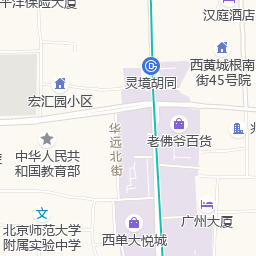 平洋保险大厦
汉庭酒店
灵境胡同
西黄城根南
街45号院
宏汇园小区
华远北街
老佛爷百货
中华人民共
和国教育部
广州大厦
北京师范大学
附属实验中学
西单大悦城